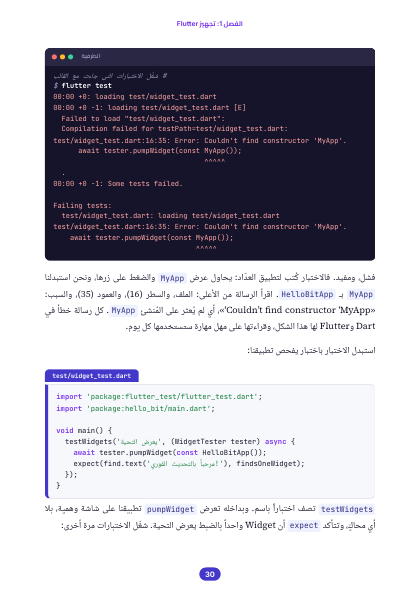 الفصل 1: تجهيز Flutter
الطرفية
# شغّل الاختبارات التي جاءت مع القالب
$ flutter test
00:00 +0: loading test/widget_test.dart
00:00 +0 -1: loading test/widget_test.dart [E]
Failed to load "test/widget_test.dart":
Compilation failed for testPath=test/widget_test.dart:
test/widget_test.dart:16:35: Error: Couldn't find constructor 'MyApp'.
await tester.pumpWidget(const MyApp());
^^^^^
.
00:00 +0 -1: Some tests failed.
Failing tests:
test/widget_test.dart: loading test/widget_test.dart
test/widget_test.dart:16:35: Error: Couldn't find constructor 'MyApp'.
await tester.pumpWidget(const MyApp());
^^^^^
فشل، ومفيد. فالاختبار كُتب لتطبيق العدّاد: يحاول عرض MyApp والضغط على زرها، ونحن استبدلنا
MyApp بـ HelloBitApp. اقرأ الرسالة من الأعلى: الملف، والسطر (16)، والعمود (35)، والسبب:
«Couldn't find constructor 'MyApp'»، أي لم يُعثر على المُنشئ MyApp. كل رسالة خطأ في
Dart وFlutter لها هذا الشكل، وقراءتها على مهل مهارة ستستخدمها كل يوم.
استبدل الاختبار باختبار يفحص تطبيقنا:
test/widget_test.dart
import 'package:flutter_test/flutter_test.dart';
import 'package:hello_bit/main.dart';
void main() {
testWidgets('يعرض التحية', (WidgetTester tester) async {
await tester.pumpWidget(const HelloBitApp());
expect(find.text('مرحباً بالتحديث الفوري!'), findsOneWidget);
});
}
testWidgets تصف اختباراً باسم. وبداخله تعرض pumpWidget تطبيقنا على شاشة وهمية، بلا
أي محاكٍ، وتتأكد expect أن Widget واحداً بالضبط يعرض التحية. شغّل الاختبارات مرة أخرى:
30